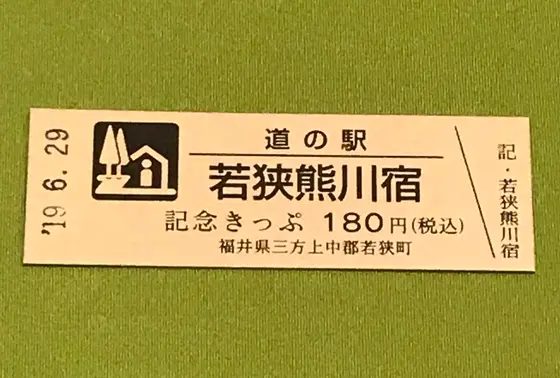 '19.6.29
道の駅
若狭熊川宿
記念きっぷ 180円(税込)
福井県三方上中郡若狭町
記・若狭熊川宿